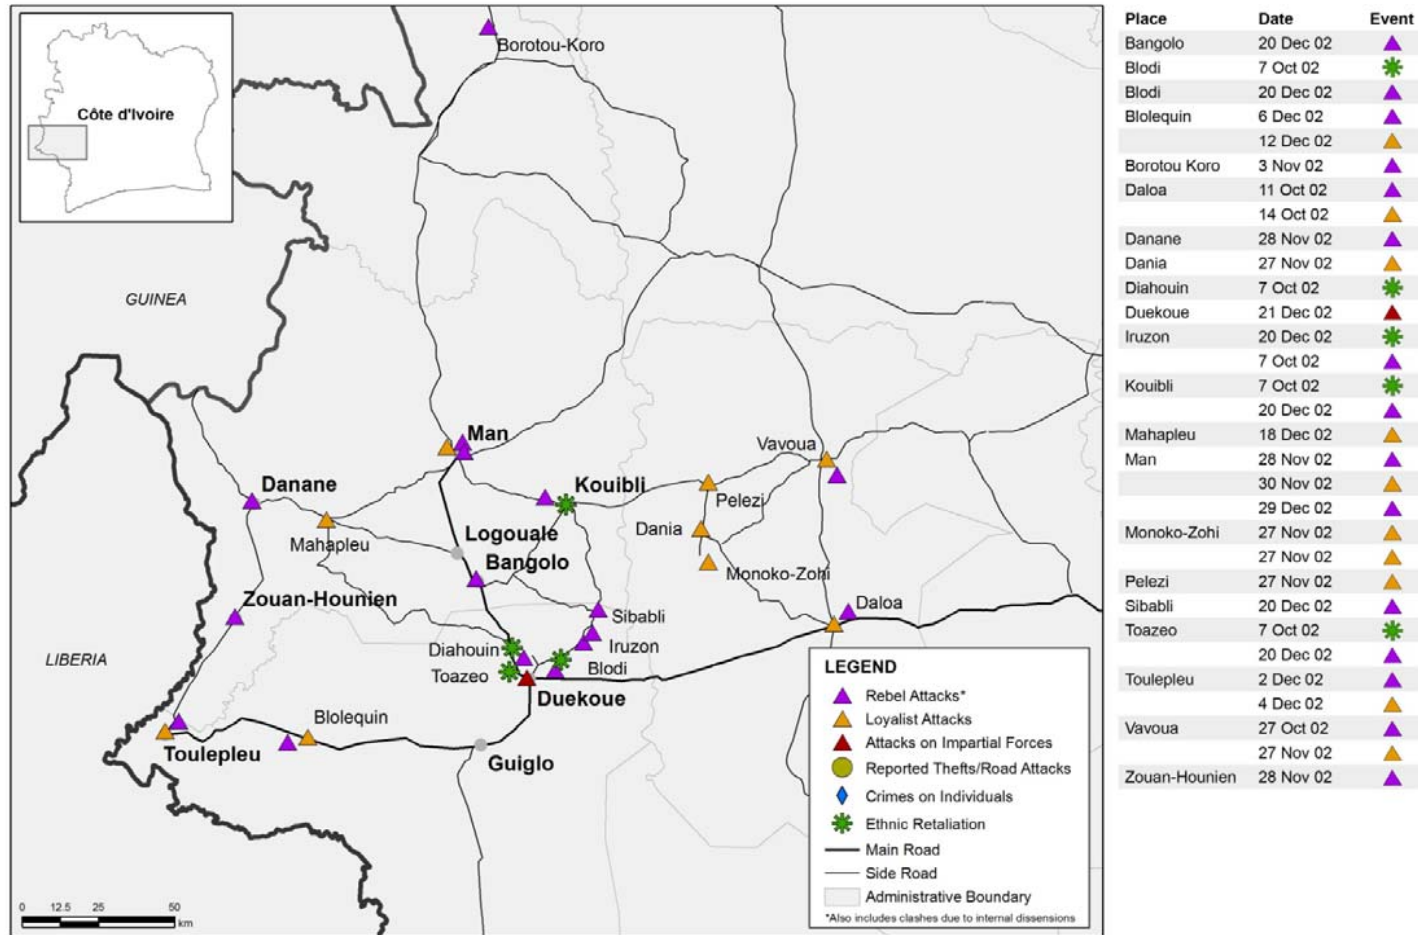 Borotou-Koro
Côte d'Ivoire
GUINEA
Man
Vavoua
Danane
Kouibli
Pelezi
Mahapleu
Logouale
Dania
Bangolo
Monoko-Zohi
Zouan-Hounien
Daloa
Sibabli
LIBERIA
Diahouin
Iruzon
Toazeo
Blodi
Duekoue
Blolequin
Toulepleu
Guiglo
0 12.5 25 50
km
LEGEND
Rebel Attacks*
Loyalist Attacks
Attacks on Impartial Forces
Reported Thefts/Road Attacks
Crimes on Individuals
Ethnic Retaliation
Main Road
Side Road
Administrative Boundary
*Also includes clashes due to internal dissensions
Place Date Event
Bangolo 20 Dec 02
Blodi 7 Oct 02
Blodi 20 Dec 02
Blolequin 6 Dec 02
12 Dec 02
Borotou Koro 3 Nov 02
Daloa 11 Oct 02
14 Oct 02
Danane 28 Nov 02
Dania 27 Nov 02
Diahouin 7 Oct 02
Duekoue 21 Dec 02
Iruzon 20 Dec 02
7 Oct 02
Kouibli 7 Oct 02
20 Dec 02
Mahapleu 18 Dec 02
Man 28 Nov 02
30 Nov 02
29 Dec 02
Monoko-Zohi 27 Nov 02
27 Nov 02
Pelezi 27 Nov 02
Sibabli 20 Dec 02
Toazeo 7 Oct 02
20 Dec 02
Toulepleu 2 Dec 02
4 Dec 02
Vavoua 27 Oct 02
27 Nov 02
Zouan-Hounien 28 Nov 02